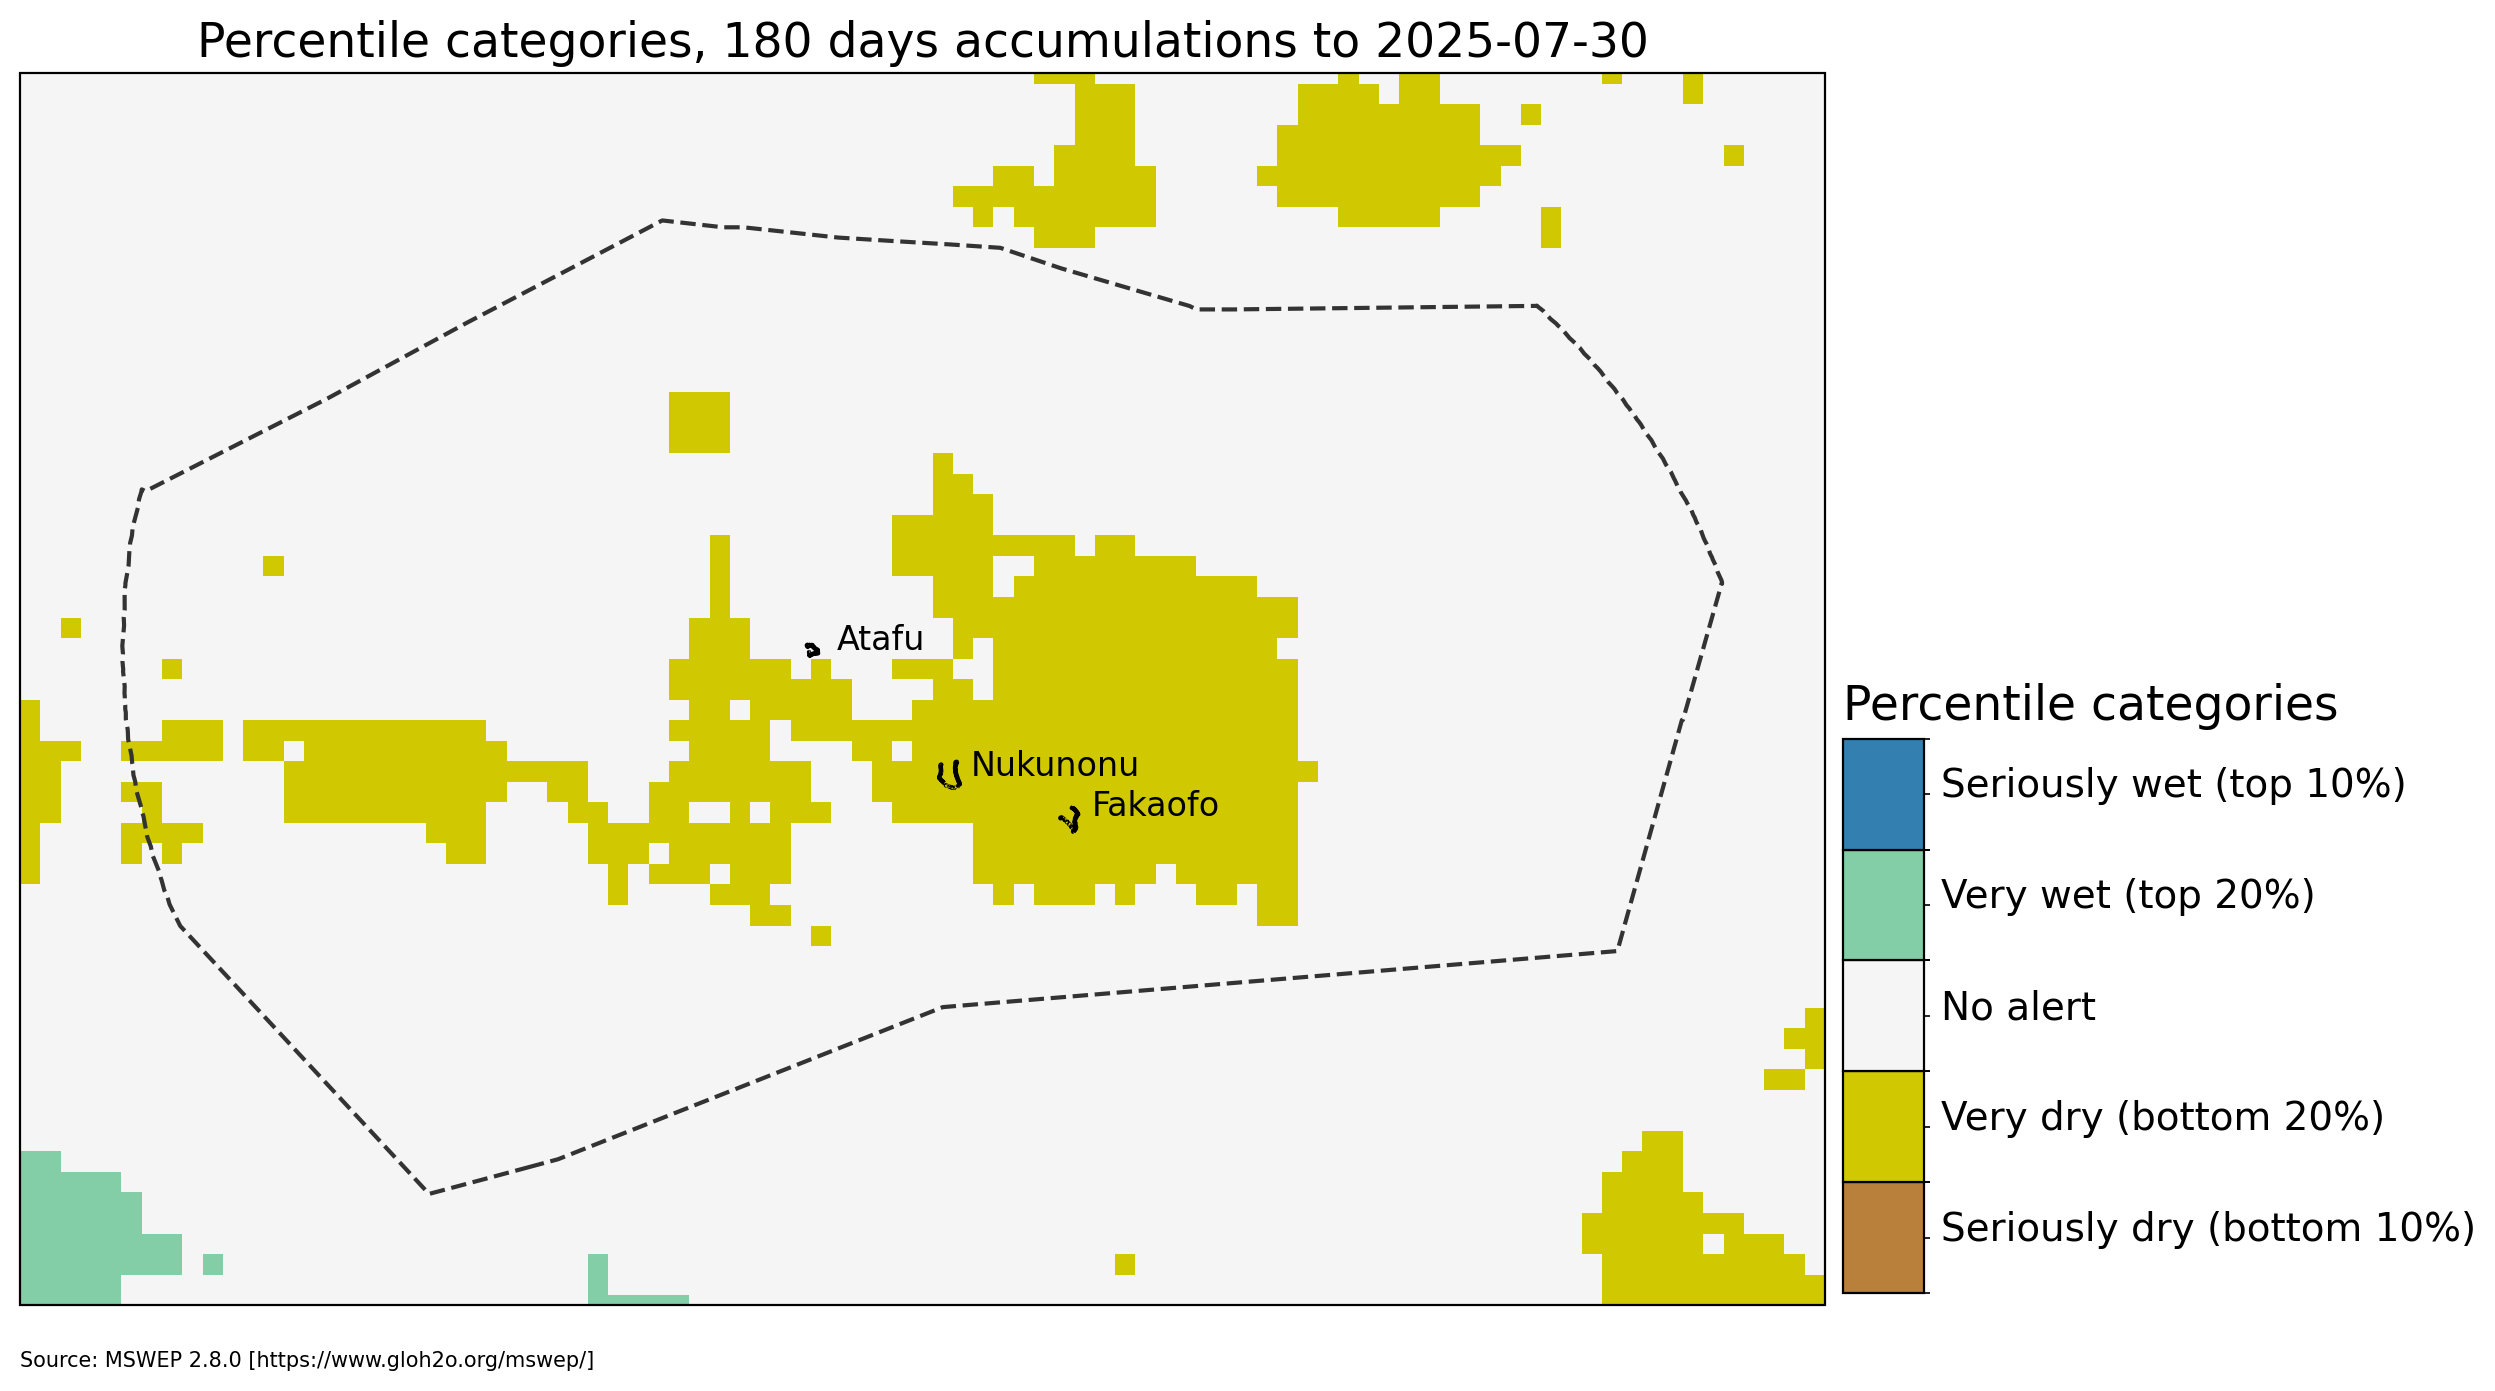 Percentile categories, 180 days accumulations to 2025-07-30
Atafu
Nukunonu
Fakaofo
Percentile categories
Seriously wet (top 10%)
Very wet (top 20%)
No alert
Very dry (bottom 20%)
Seriously dry (bottom 10%)
Source: MSWEP 2.8.0 [https://www.gloh2o.org/mswep/]